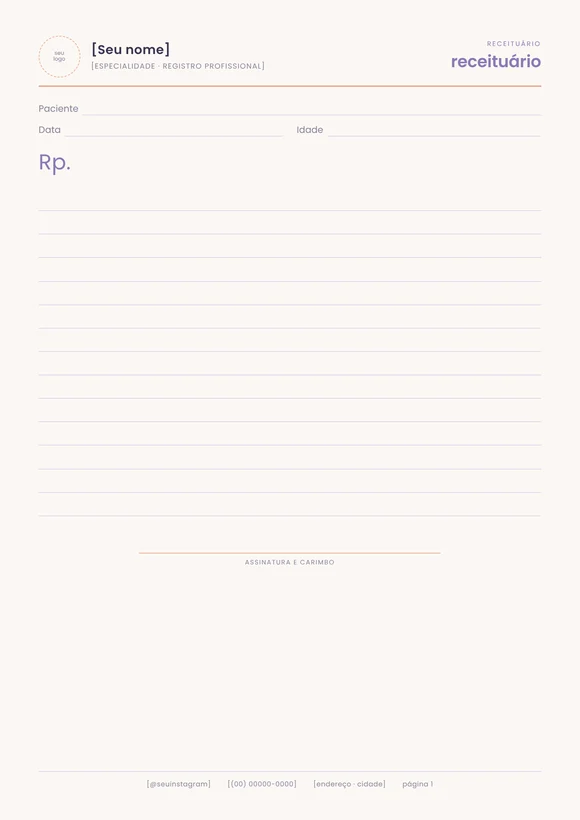 seu
logo
[Seu nome]
[ESPECIALIDADE · REGISTRO PROFISSIONAL]
RECEITUÁRIO
receituário
Paciente
Data
Idade
Rp.
ASSINATURA E CARIMBO
[@seuinstagram] [(00) 00000-0000] [endereço · cidade] página 1